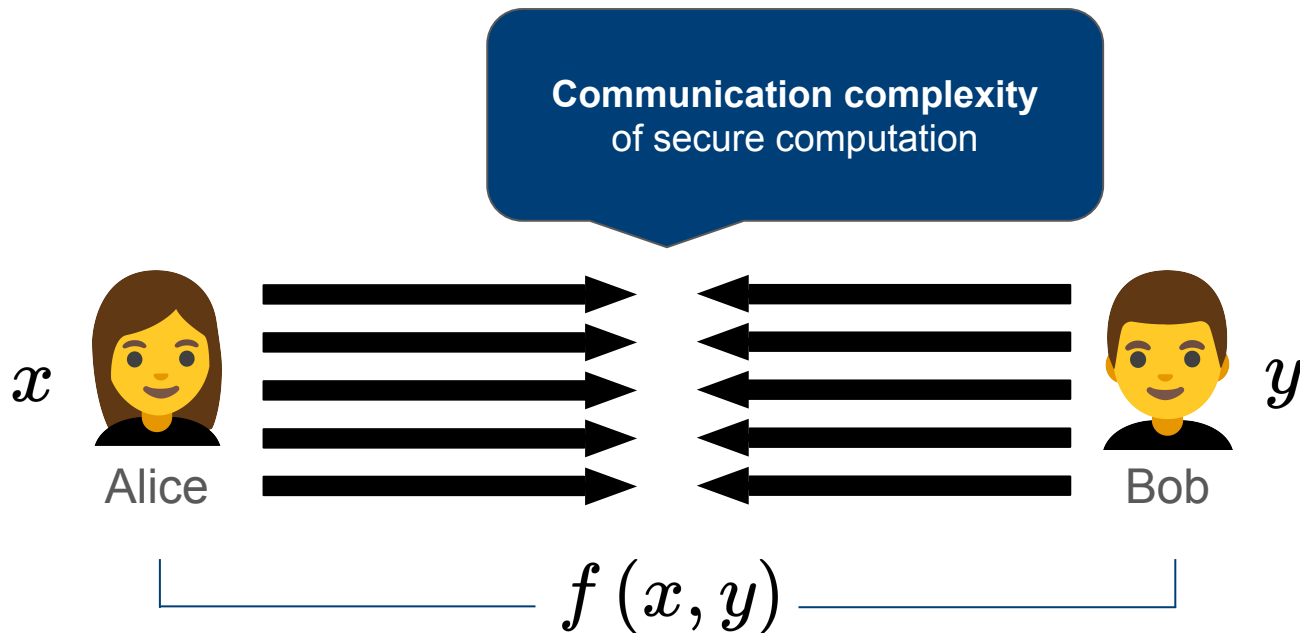 Communication complexity
of secure computation
x
y
Alice
Bob
f (x, y)